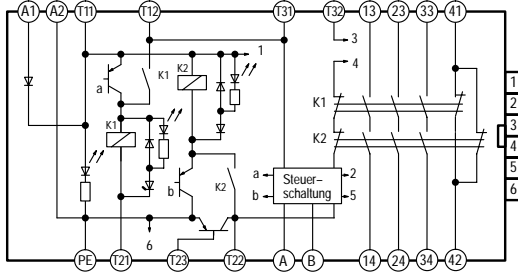 A1 A2 T11 T12 T31 T32 13 23 33 41
1
3
4
a
K1
K2
K1
K1
K2
b
K2
a
b
Steuer–
schaltung
2
5
6
1
2
3
4
5
6
PE T21 T23 T22 A B 14 24 34 42